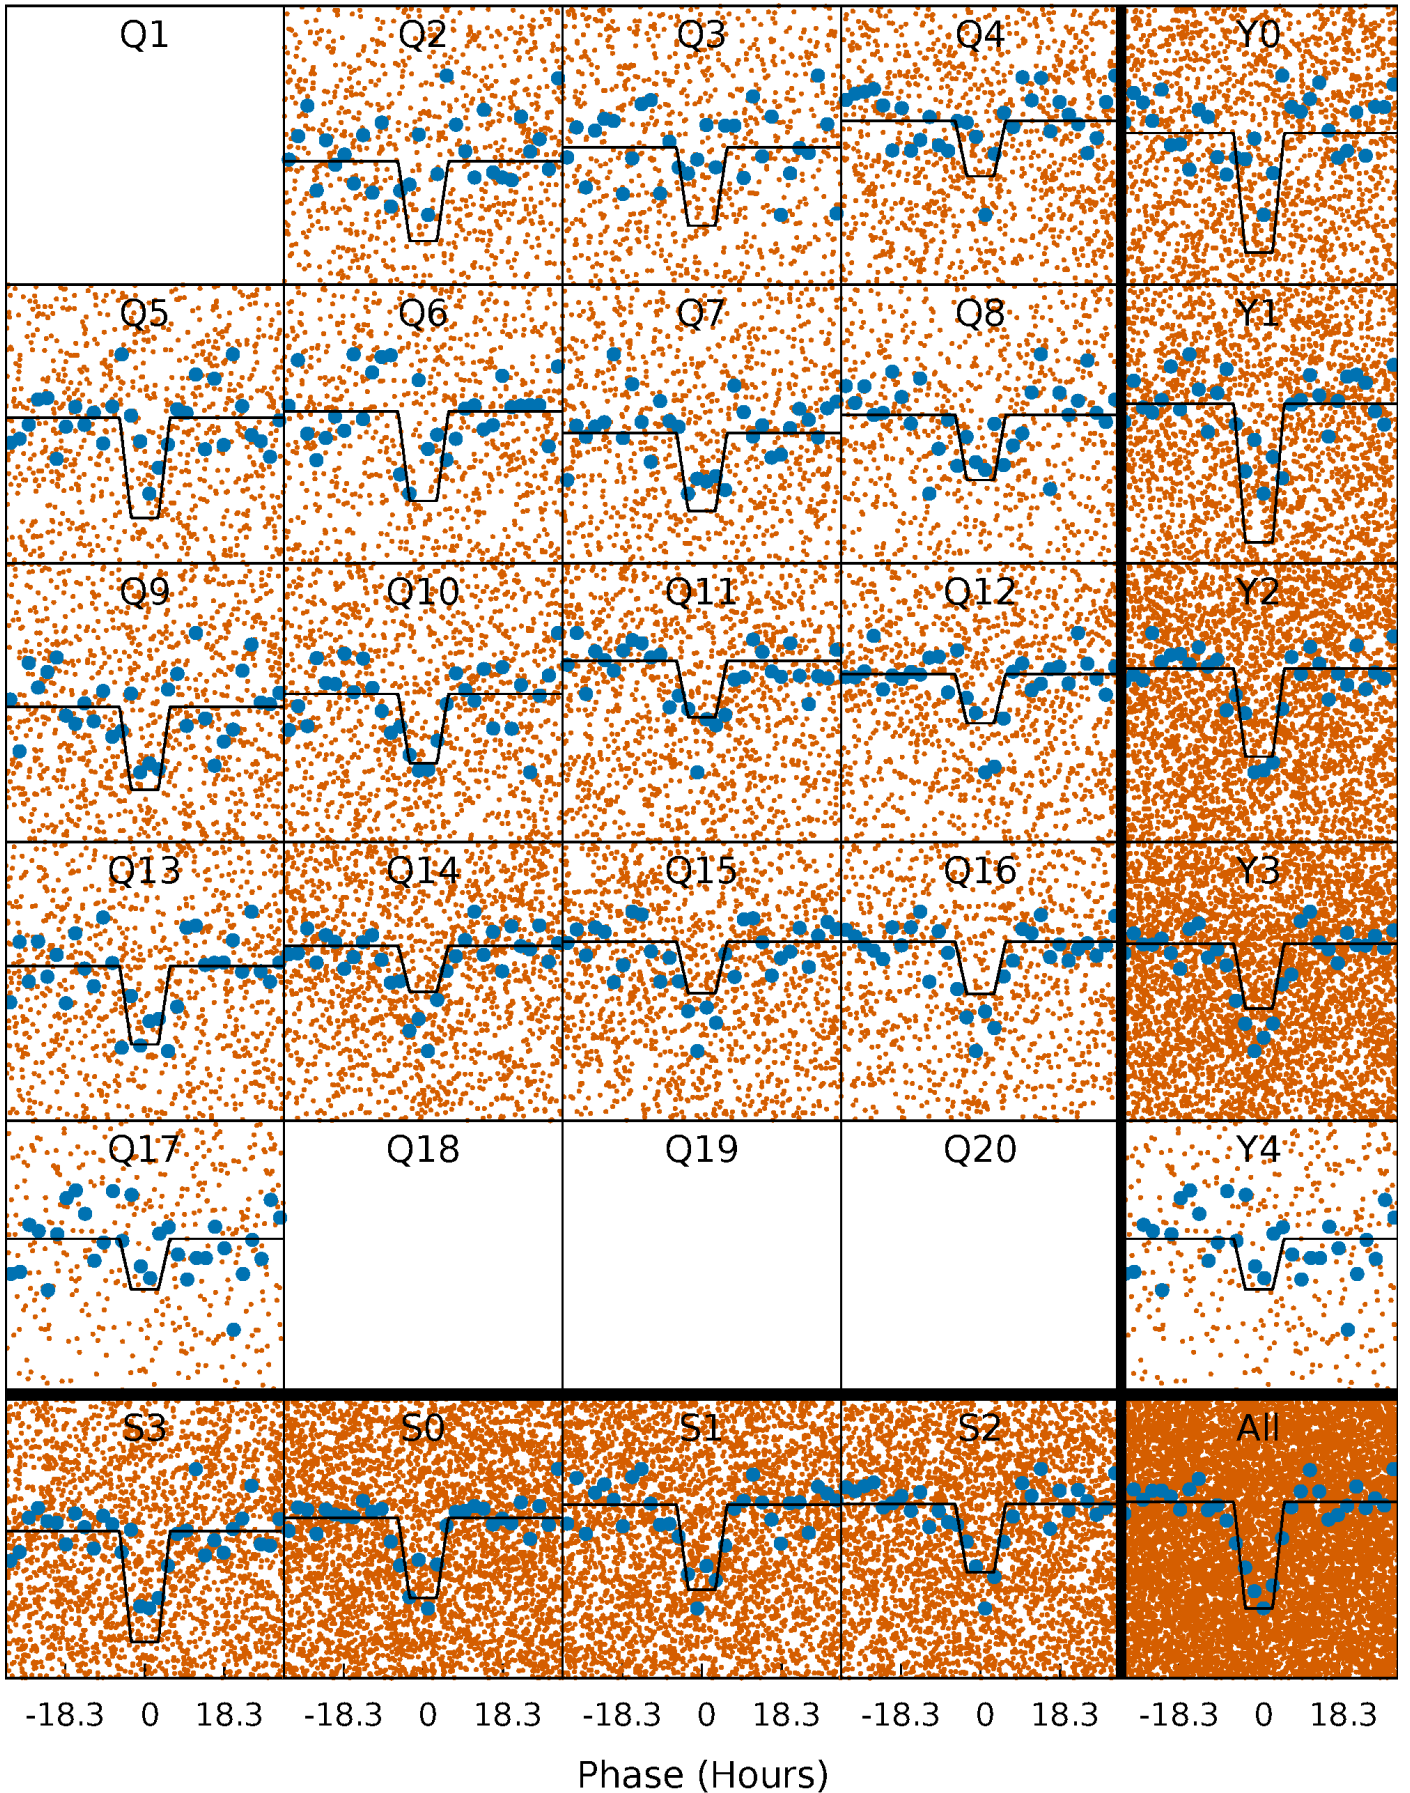 Q1 Q2 Q3 Q4 Y0
Q5 Q6 Q7 Q8 Y1
Q9 Q10 Q11 Q12 Y2
Q13 Q14 Q15 Q16 Y3
Q17 Q18 Q19 Q20 Y4
S3 S0 S1 S2 All
-18.3 0 18.3 -18.3 0 18.3 -18.3 0 18.3 -18.3 0 18.3 -18.3 0 18.3
Phase (Hours)